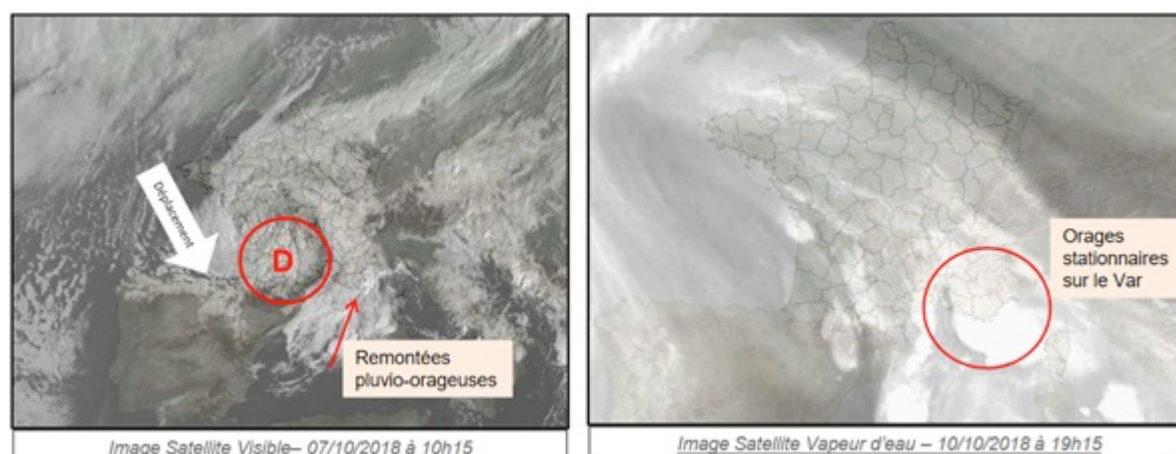 Déplacement
D
Remontées
pluvio-orageuses
Image Satellite Visible– 07/10/2018 à 10h15
Orages
stationnaires
sur le Var
Image Satellite Vapeur d'eau – 10/10/2018 à 19h15